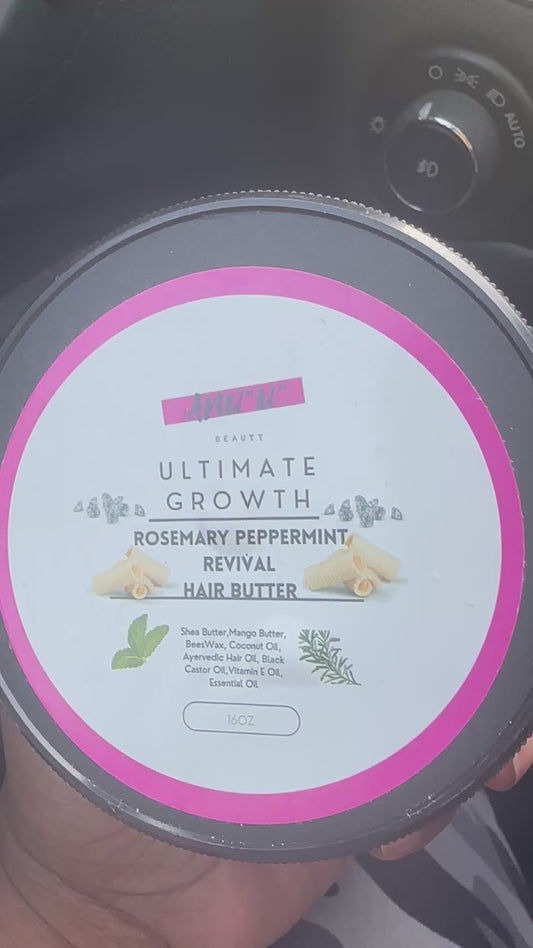 AUTO
BEAUTY
ULTIMATE
GROWTH
ROSEMARY PEPPERMINT
REVIVAL
HAIR BUTTER
Shea Butter,Mango Butter,
BeesWax, Coconut Oil,
Ayervedic Hair Oil, Black
Castor Oil,Vitamin E Oil,
Essential Oil
16OZ